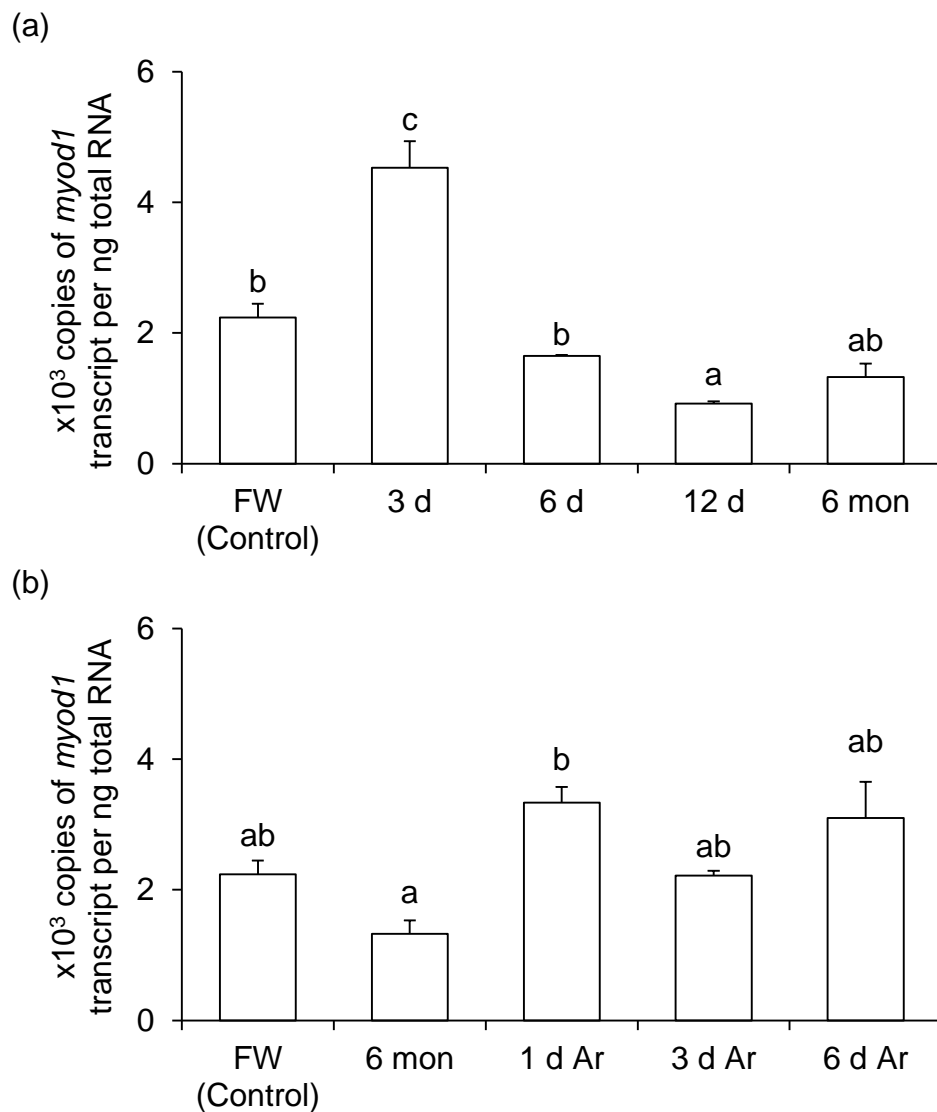 (a)
x10³ copies of myod1
transcript per ng total RNA
6
4
2
0
b
c
b
a
ab
FW
(Control)
3 d
6 d
12 d
6 mon
(b)
x10³ copies of myod1
transcript per ng total RNA
6
4
2
0
ab
a
b
ab
ab
FW
(Control)
6 mon
1 d Ar
3 d Ar
6 d Ar